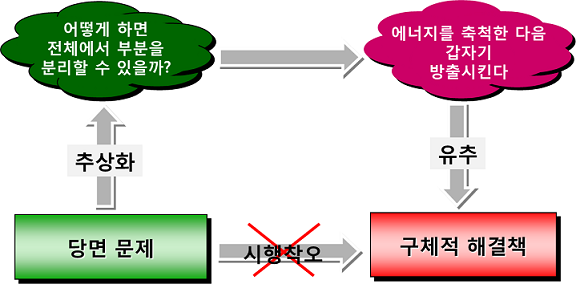 어떻게 하면
전체에서 부분을
분리할 수 있을까?
에너지를 축척한 다음
갑자기
방출시킨다
추상화
유추
당면 문제
시행착오
구체적 해결책